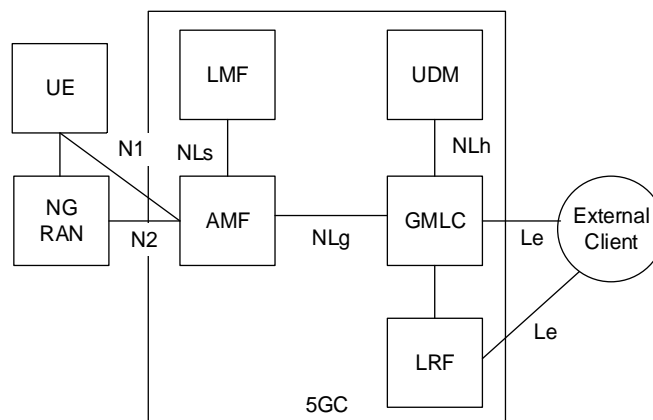 UE
LMF
UDM
N1
NLs
NLh
NG
RAN
N2
AMF
NLg
GMLC
Le
External
Client
LRF
Le
5GC